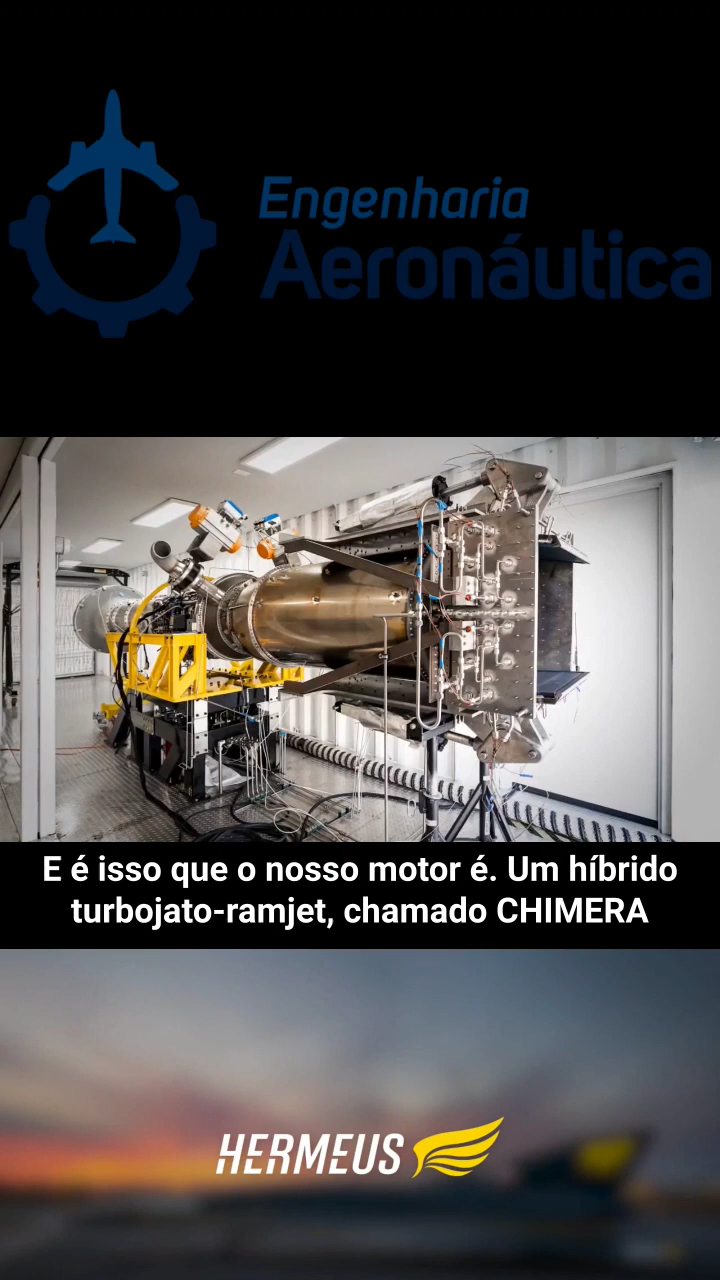 Engenharia
Aeronáutica
E é isso que o nosso motor é. Um híbrido
turbojato-ramjet, chamado CHIMERA
HERMEUS